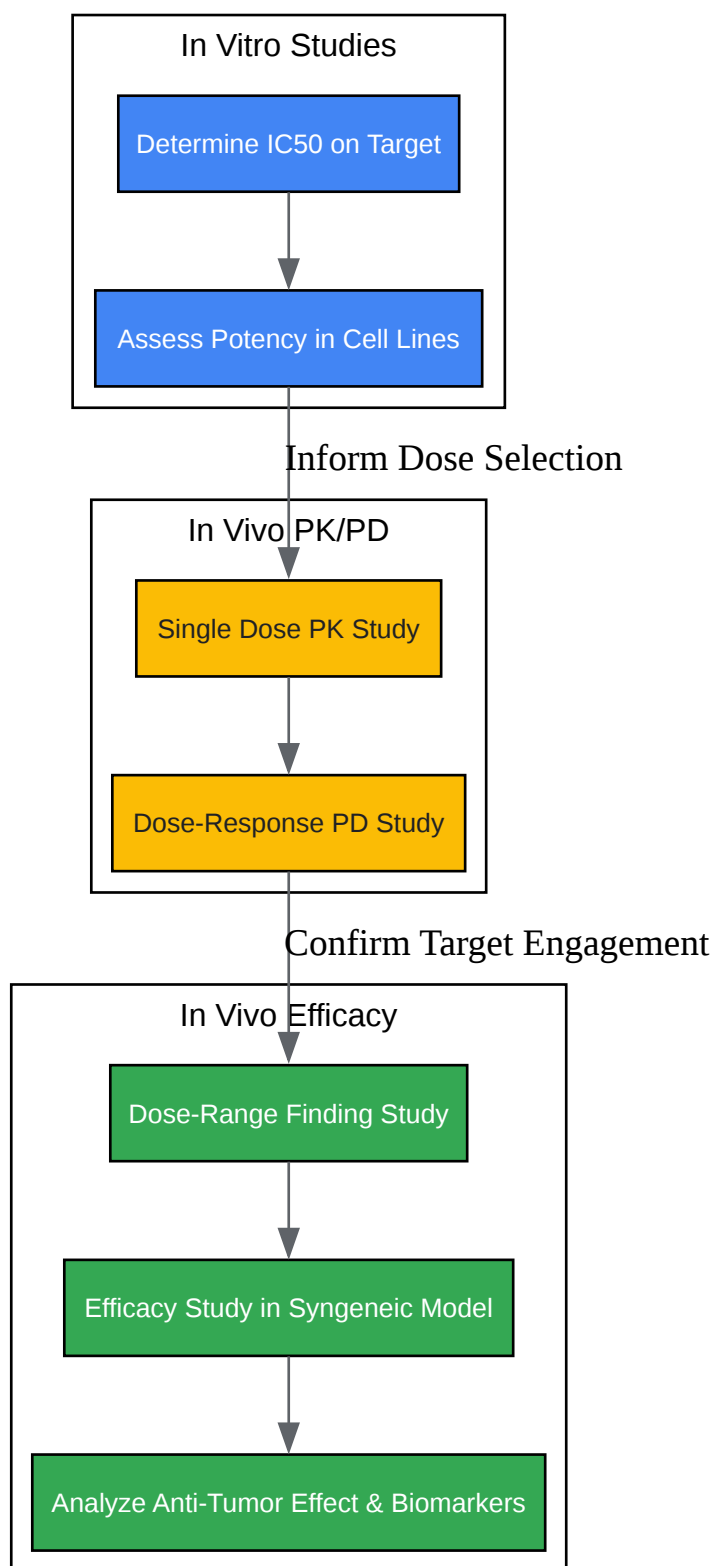 In Vitro Studies
Determine IC50 on Target
Assess Potency in Cell Lines
Inform Dose Selection
In Vivo PK/PD
Single Dose PK Study
Dose-Response PD Study
Confirm Target Engagement
In Vivo Efficacy
Dose-Range Finding Study
Efficacy Study in Syngeneic Model
Analyze Anti-Tumor Effect & Biomarkers